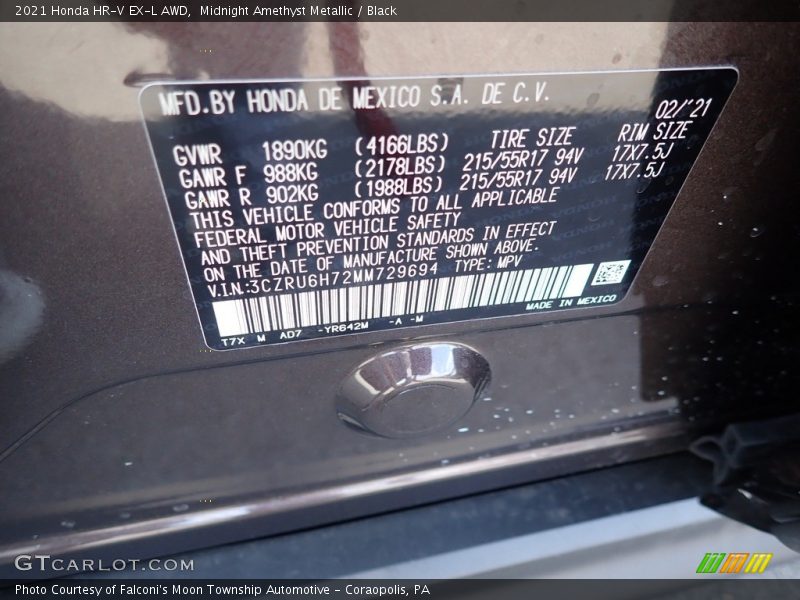 2021 Honda HR-V EX-L AWD, Midnight Amethyst Metallic / Black
MFD.BY HONDA DE MEXICO S.A. DE C.V.
02/'21
GVWR 1890KG (4166LBS) TIRE SIZE RIM SIZE
GAWR F 988KG (2178LBS) 215/55R17 94V 17X7.5J
GAWR R 902KG (1988LBS) 215/55R17 94V 17X7.5J
THIS VEHICLE CONFORMS TO ALL APPLICABLE
FEDERAL MOTOR VEHICLE SAFETY
AND THEFT PREVENTION STANDARDS IN EFFECT
ON THE DATE OF MANUFACTURE SHOWN ABOVE.
V.I.N:3CZRU6H72MM729694 TYPE:MPV
MADE IN MEXICO
T7X M AD7 -YR642M -A -M
GTCARLOT.COM
Photo Courtesy of Falconi's Moon Township Automotive - Coraopolis, PA